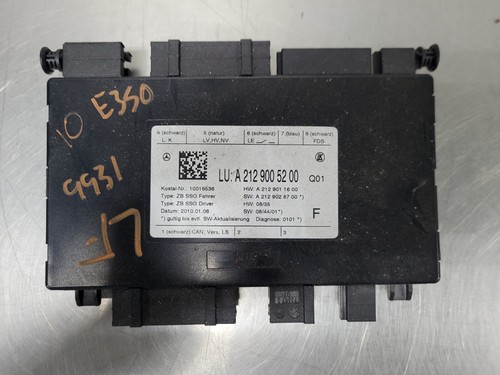 10 E350
9931
LF
4 (schwarz) 5 (natur) 6 (schwarz) 7 (blau) 8 (schwarz)
L, K LV,HV,NV LE FDS
LU: A 212 900 52 00 Q01
Kostal-Nr.: 10016536 HW: A 212 901 16 00
Type: ZB SSG Fahrer SW: A 212 902 67 00 *)
Type: ZB SSG Driver HW: 08/35
Datum: 2010.01.06 SW: 08/44/01*)
*) gültig bis evtl. SW-Aktualisierung Diagnose: 0101 *)
F
1 (schwarz) CAN, Vers, LS 2 3